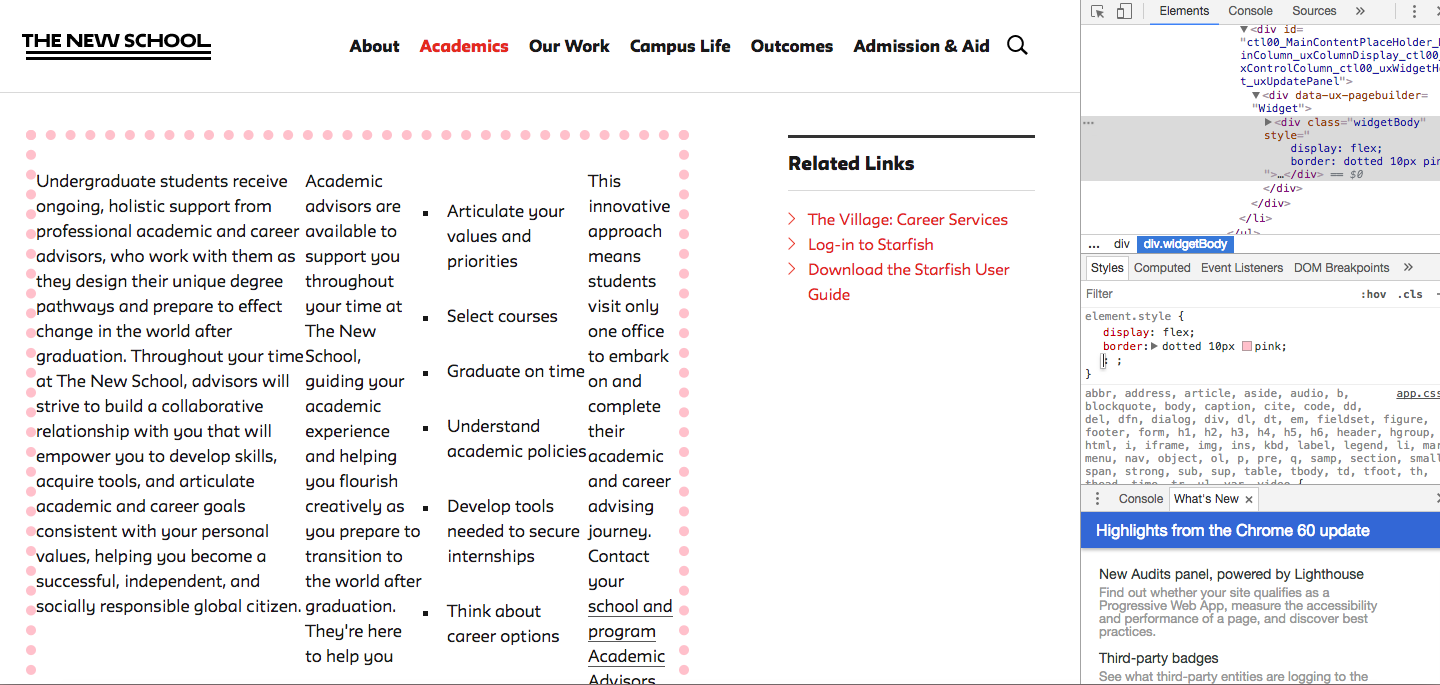 THE NEW SCHOOL
About Academics Our Work Campus Life Outcomes Admission & Aid
Undergraduate students receive
ongoing, holistic support from
professional academic and career
advisors, who work with them as
they design their unique degree
pathways and prepare to effect
change in the world after
graduation. Throughout your time
at The New School, advisors will
strive to build a collaborative
relationship with you that will
empower you to develop skills,
acquire tools, and articulate
academic and career goals
consistent with your personal
values, helping you become a
successful, independent, and
socially responsible global citizen.
Academic
advisors are
available to
support you
throughout
your time at
The New
School,
guiding your
academic
experience
and helping
you flourish
creatively as
you prepare to
transition to
the world after
graduation.
They're here
to help you
Articulate your
values and
priorities
Select courses
Graduate on time
Understand
academic policies
Develop tools
needed to secure
internships
Think about
career options
This
innovative
approach
means
students
visit only
one office
to embark
on and
complete
their
academic
and career
advising
journey.
Contact
your
school and
program
Academic
Advisors
Related Links
The Village: Career Services
Log-in to Starfish
Download the Starfish User
Guide
Elements Console Sources »
▼<div id=
"ctl00_MainContentPlaceHolder_
inColumn_uxColumnDisplay_ctl00_
xControlColumn_ctl00_uxWidgetHo
t_uxUpdatePanel">
▼<div data-ux-pagebuilder=
"Widget">
… ▶<div class="widgetBody"
style="
display: flex;
border: dotted 10px pin
">…</div> == $0
</div>
</div>
</li>
</ul>
… div div.widgetBody
Styles Computed Event Listeners DOM Breakpoints »
Filter :hov .cls
element.style {
display: flex;
border:▶ dotted 10px pink;
: ;
}
abbr, address, article, aside, audio, b, app.css
blockquote, body, caption, cite, code, dd,
del, dfn, dialog, div, dl, dt, em, fieldset, figure,
footer, form, h1, h2, h3, h4, h5, h6, header, hgroup,
html, i, iframe, img, ins, kbd, label, legend, li, mar
menu, nav, object, ol, p, pre, q, samp, section, small
span, strong, sub, sup, table, tbody, td, tfoot, th,
thead, time, tr, ul, var, video {
Console What's New ×
Highlights from the Chrome 60 update
New Audits panel, powered by Lighthouse
Find out whether your site qualifies as a
Progressive Web App, measure the accessibility
and performance of a page, and discover best
practices.
Third-party badges
See what third-party entities are logging to the